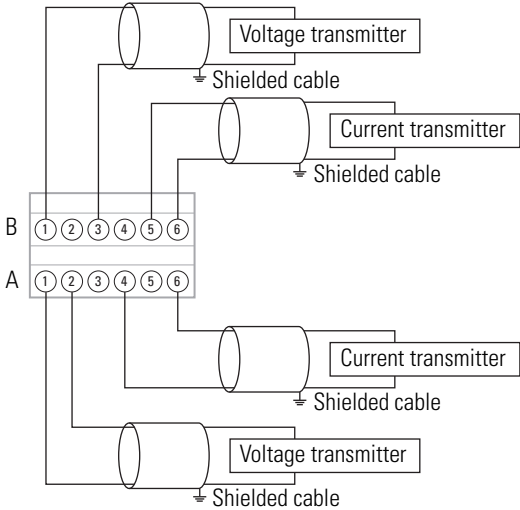 Voltage transmitter
Shielded cable
Current transmitter
Shielded cable
B 1 2 3 4 5 6
A 1 2 3 4 5 6
Current transmitter
Shielded cable
Voltage transmitter
Shielded cable